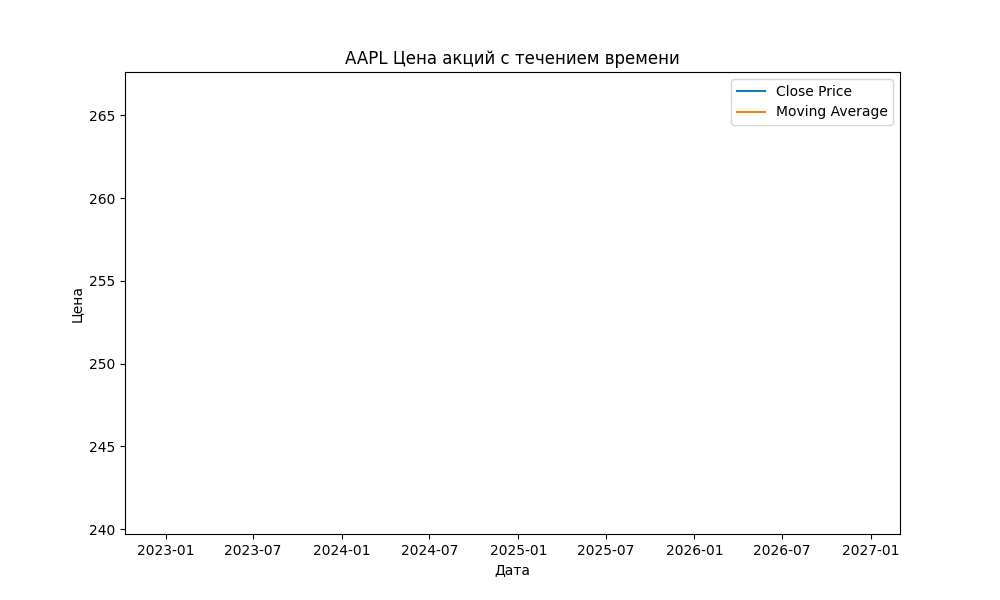 AAPL Цена акций с течением времени
Close Price
Moving Average
265
260
255
250
245
240
Цена
2023-01 2023-07 2024-01 2024-07 2025-01 2025-07 2026-01 2026-07 2027-01
Дата